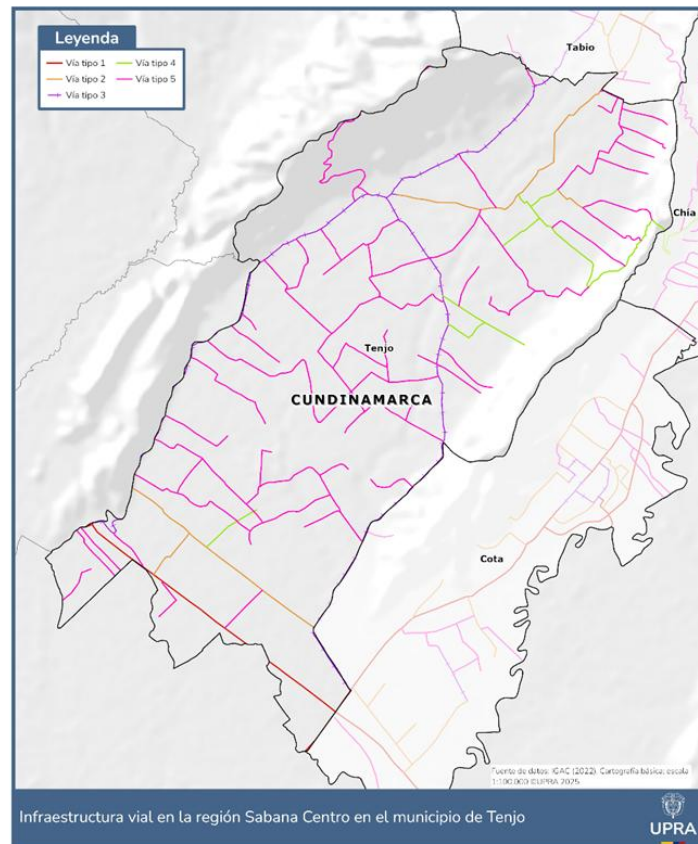 Leyenda
Vía tipo 1
Vía tipo 4
Vía tipo 2
Vía tipo 5
Vía tipo 3
Tabio
Chía
Tenjo
CUNDINAMARCA
Cota
Fuente de datos: IGAC (2022). Cartografía básica: escala
1:100.000 ©UPRA 2025
Infraestructura vial en la región Sabana Centro en el municipio de Tenjo
UPRA